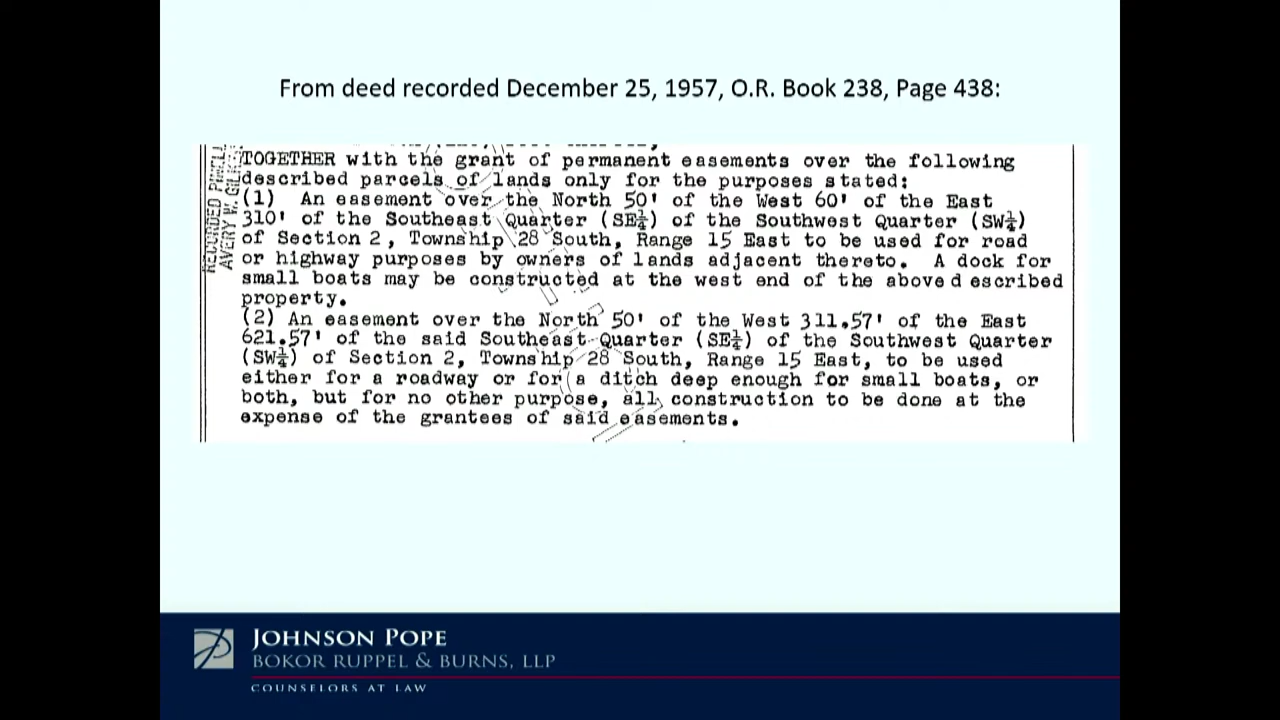 From deed recorded December 25, 1957, O.R. Book 238, Page 438:
TOGETHER with the grant of permanent easements over the following
described parcels of lands only for the purposes stated:
(1) An easement over the North 50' of the West 60' of the East
310' of the Southeast Quarter (SE¼) of the Southwest Quarter (SW¼)
of Section 2, Township 28 South, Range 15 East to be used for road
or highway purposes by owners of lands adjacent thereto. A dock for
small boats may be constructed at the west end of the above d escribed
property.
(2) An easement over the North 50' of the West 311.57' of the East
621.57' of the said Southeast Quarter (SE¼) of the Southwest Quarter
(SW¼) of Section 2, Township 28 South, Range 15 East, to be used
either for a roadway or for a ditch deep enough for small boats, or
both, but for no other purpose, all construction to be done at the
expense of the grantees of said easements.
RECORDED
AVERY W.
JOHNSON POPE
BOKOR RUPPEL & BURNS, LLP
COUNSELORS AT LAW